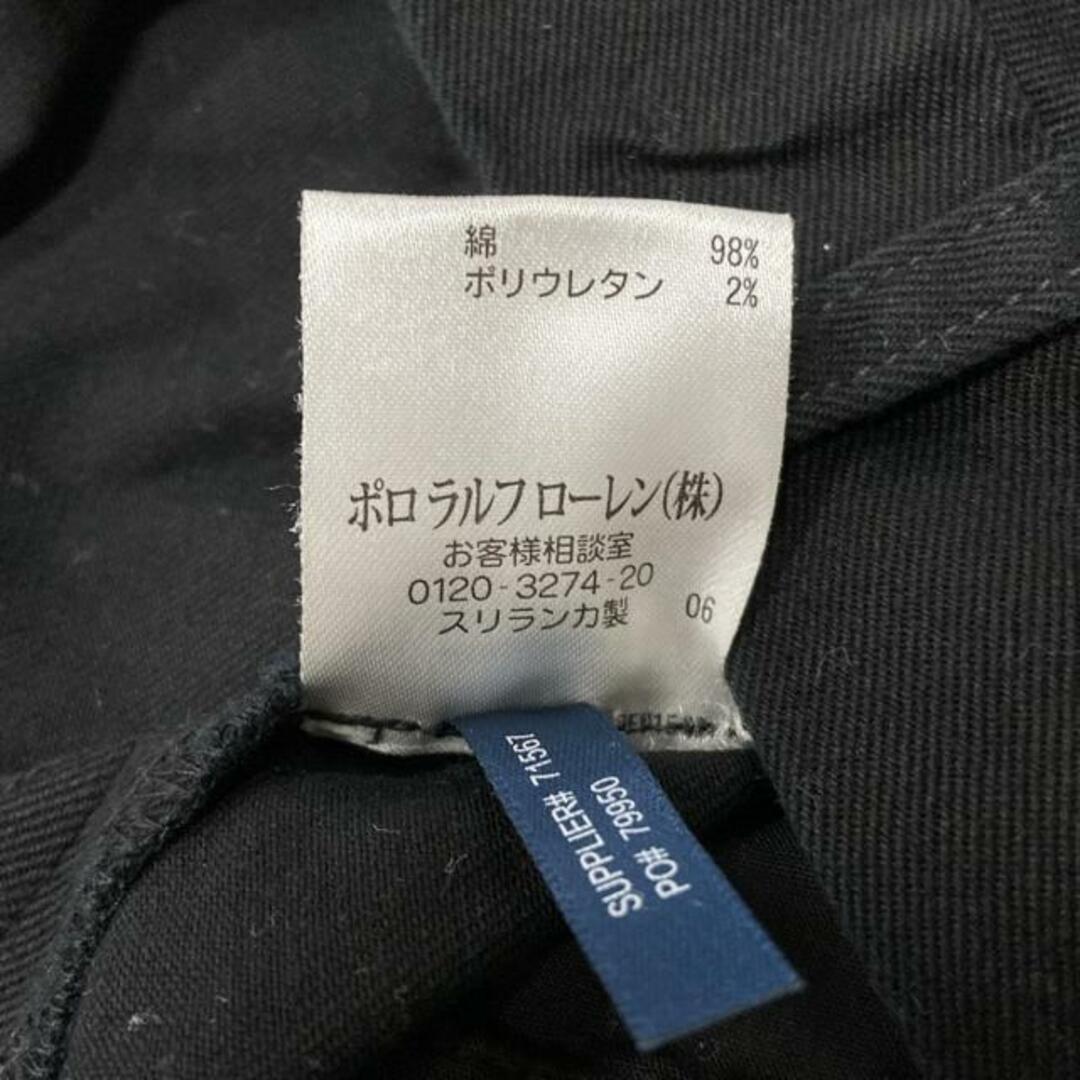 綿 98%
ポリウレタン 2%
ポロ ラルフ ローレン(株)
お客様相談室
0120-3274-20
スリランカ製 06
SUPPLIER# 71567
PO# 79950